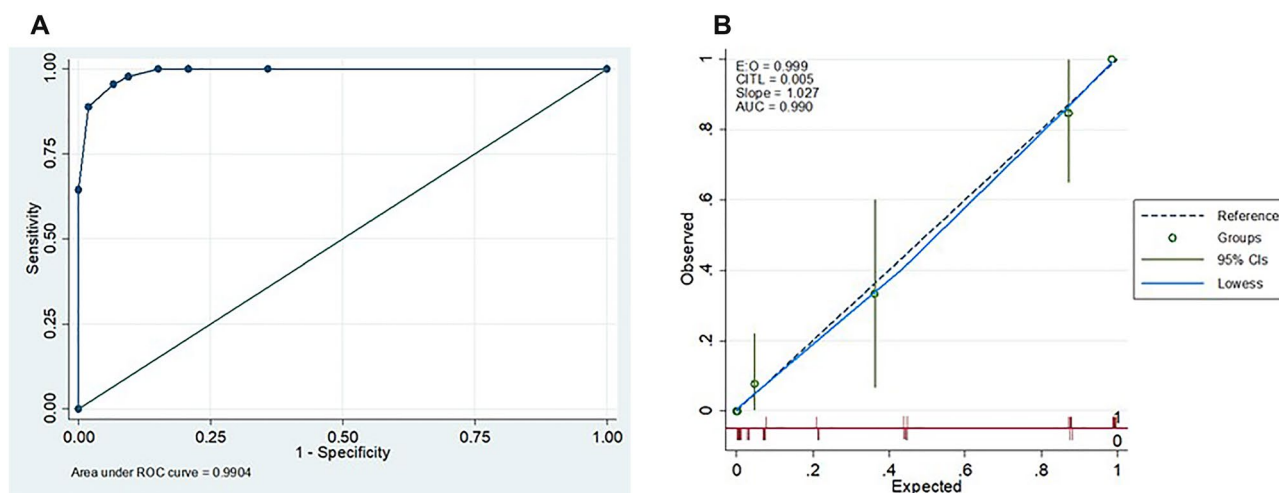 A
1.00
0.75
0.50
0.25
0.00
Sensitivity
0.00 0.25 0.50 0.75 1.00
1 - Specificity
Area under ROC curve = 0.9904
B
E:O = 0.999
CITL = 0.005
Slope = 1.027
AUC = 0.990
1
.8
.6
.4
.2
0
Observed
1
0
0 .2 .4 .6 .8 1
Expected
Reference
Groups
95% CIs
Lowess